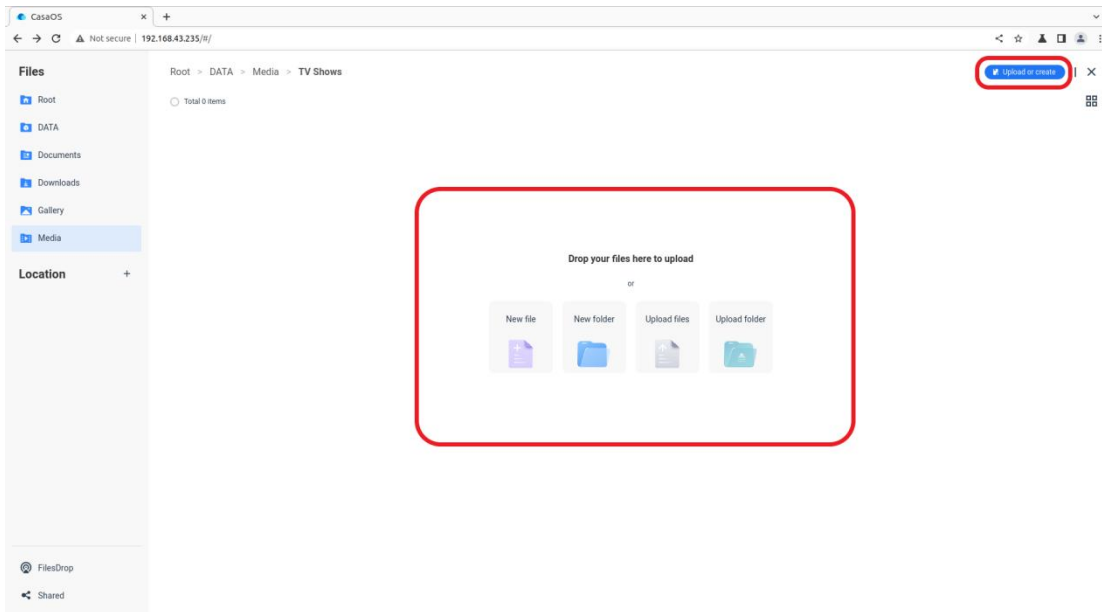 CasaOS
Not secure | 192.168.43.235/#/
Files
Root > DATA > Media > TV Shows
Upload or create
Root
Total 0 items
DATA
Documents
Downloads
Gallery
Media
Location +
Drop your files here to upload
or
New file
New folder
Upload files
Upload folder
FilesDrop
Shared